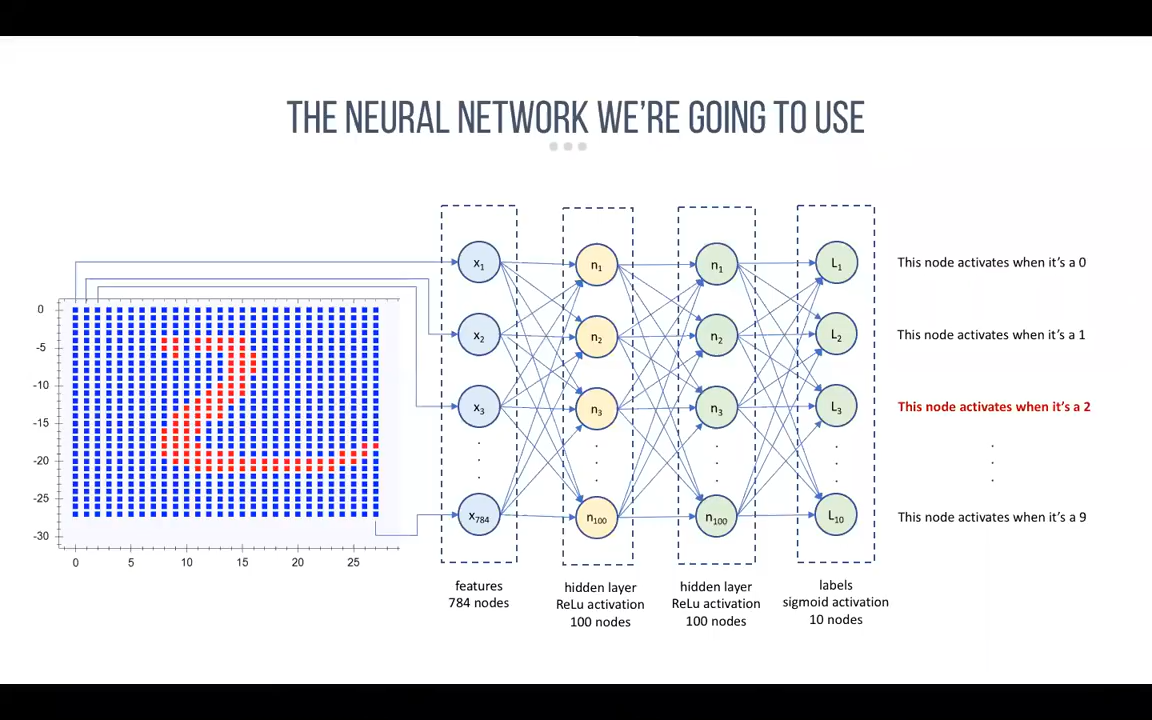 THE NEURAL NETWORK WE'RE GOING TO USE
x1 n1 n1 L1 This node activates when it's a 0
x2 n2 n2 L2 This node activates when it's a 1
x3 n3 n3 L3 This node activates when it's a 2
x784 n100 n100 L10 This node activates when it's a 9
0
-5
-10
-15
-20
-25
-30
0 5 10 15 20 25
features
784 nodes
hidden layer
ReLu activation
100 nodes
hidden layer
ReLu activation
100 nodes
labels
sigmoid activation
10 nodes